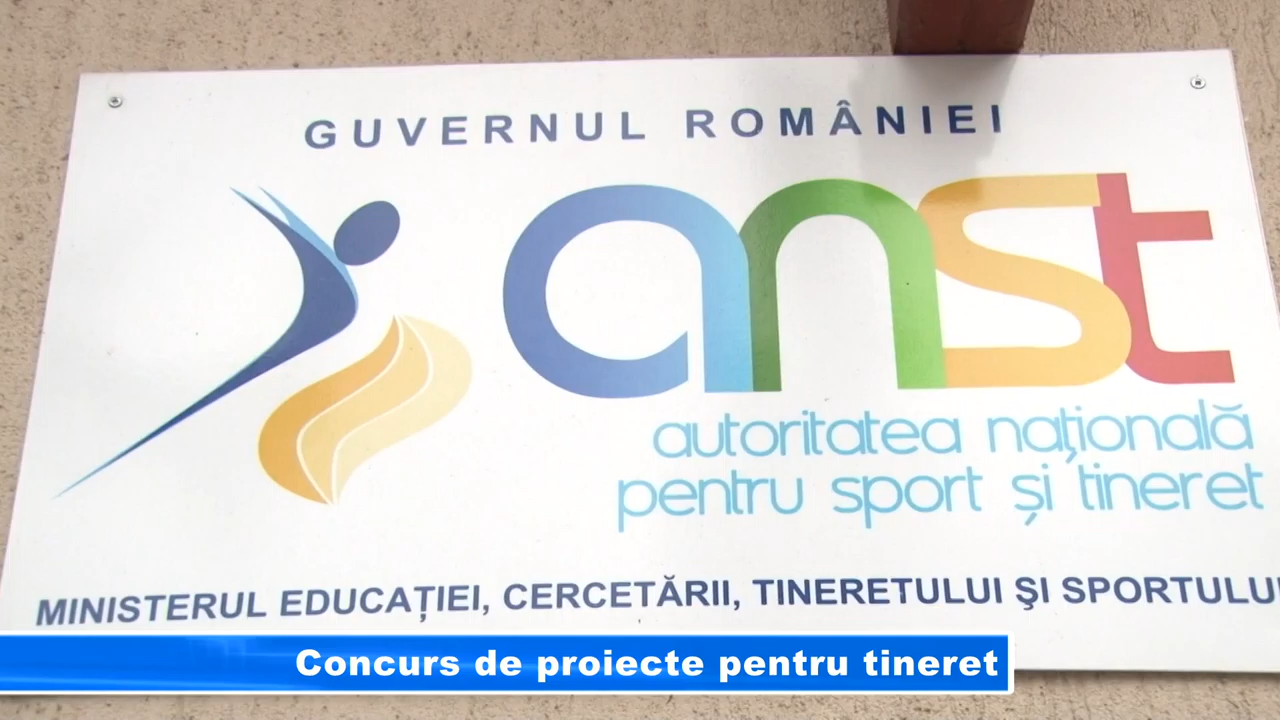 GUVERNUL ROMÂNIEI
anst
autoritatea naţională
pentru sport și tineret
MINISTERUL EDUCAȚIEI, CERCETĂRII, TINERETULUI ŞI SPORTULUI
Concurs de proiecte pentru tineret